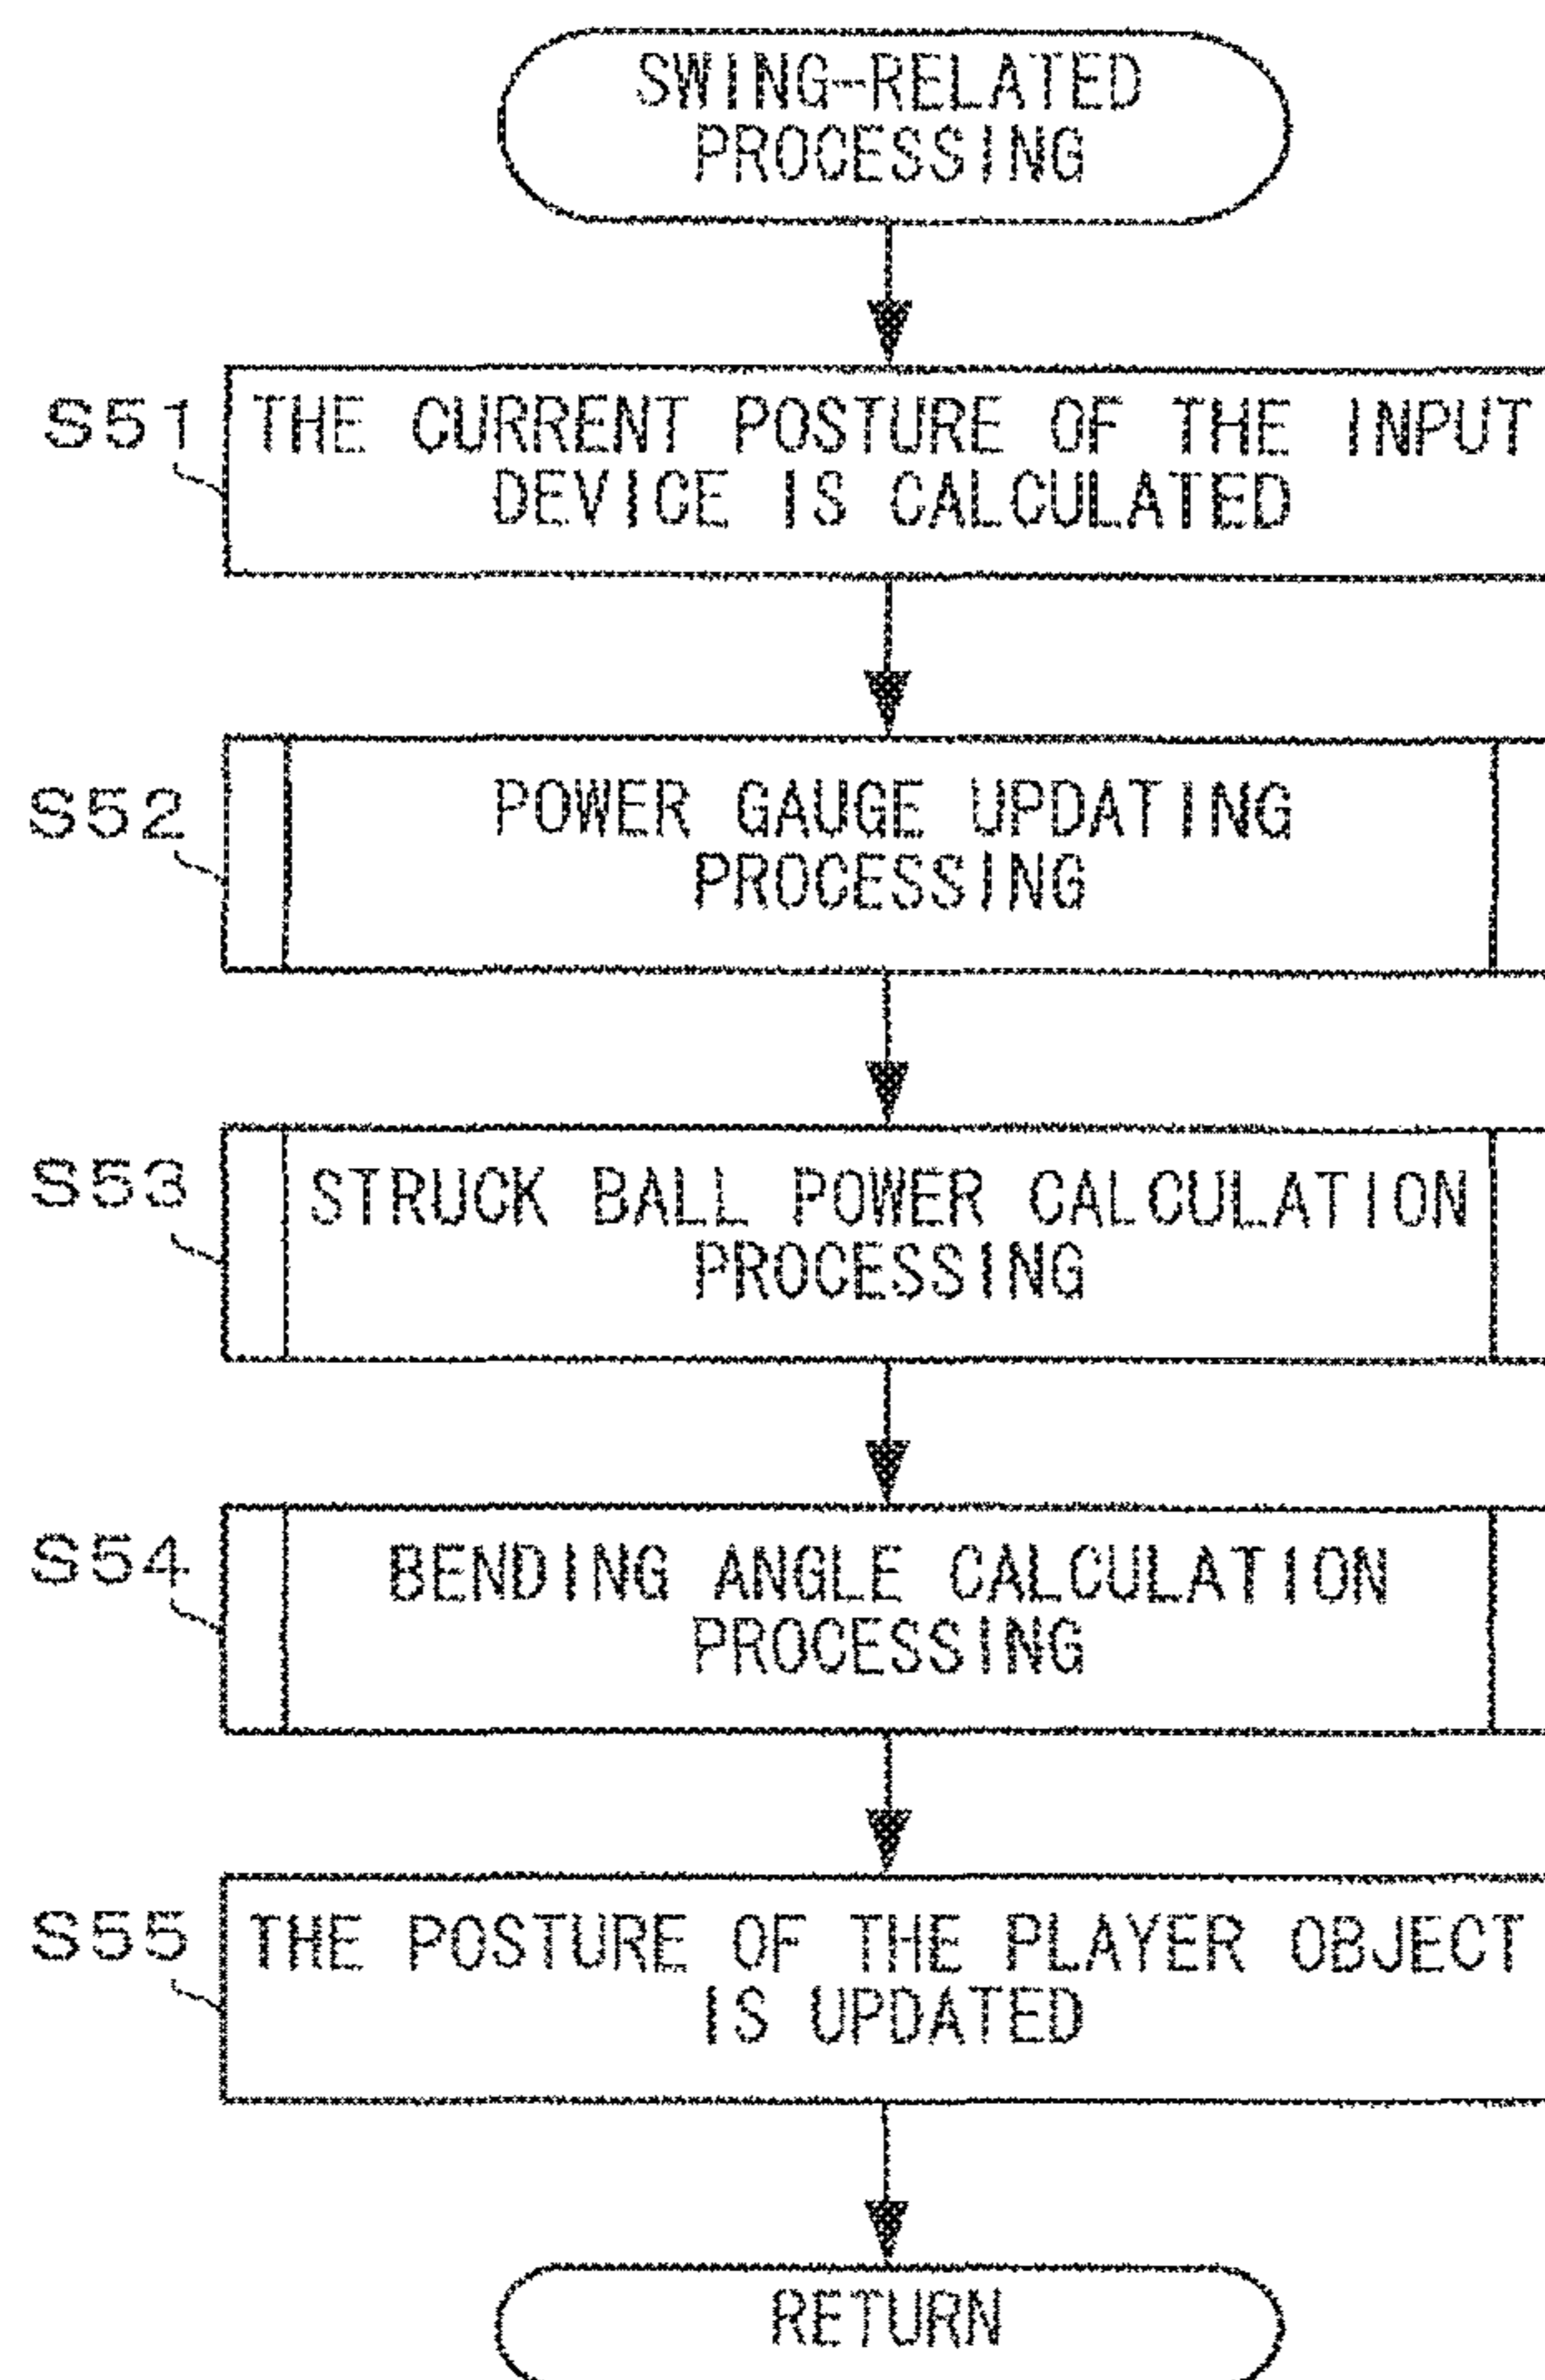 SWING-RELATED
PROCESSING
S51
THE CURRENT POSTURE OF THE INPUT
DEVICE IS CALCULATED
S52
POWER GAUGE UPDATING
PROCESSING
S53
STRUCK BALL POWER CALCULATION
PROCESSING
S54
BENDING ANGLE CALCULATION
PROCESSING
S55
THE POSTURE OF THE PLAYER OBJECT
IS UPDATED
RETURN